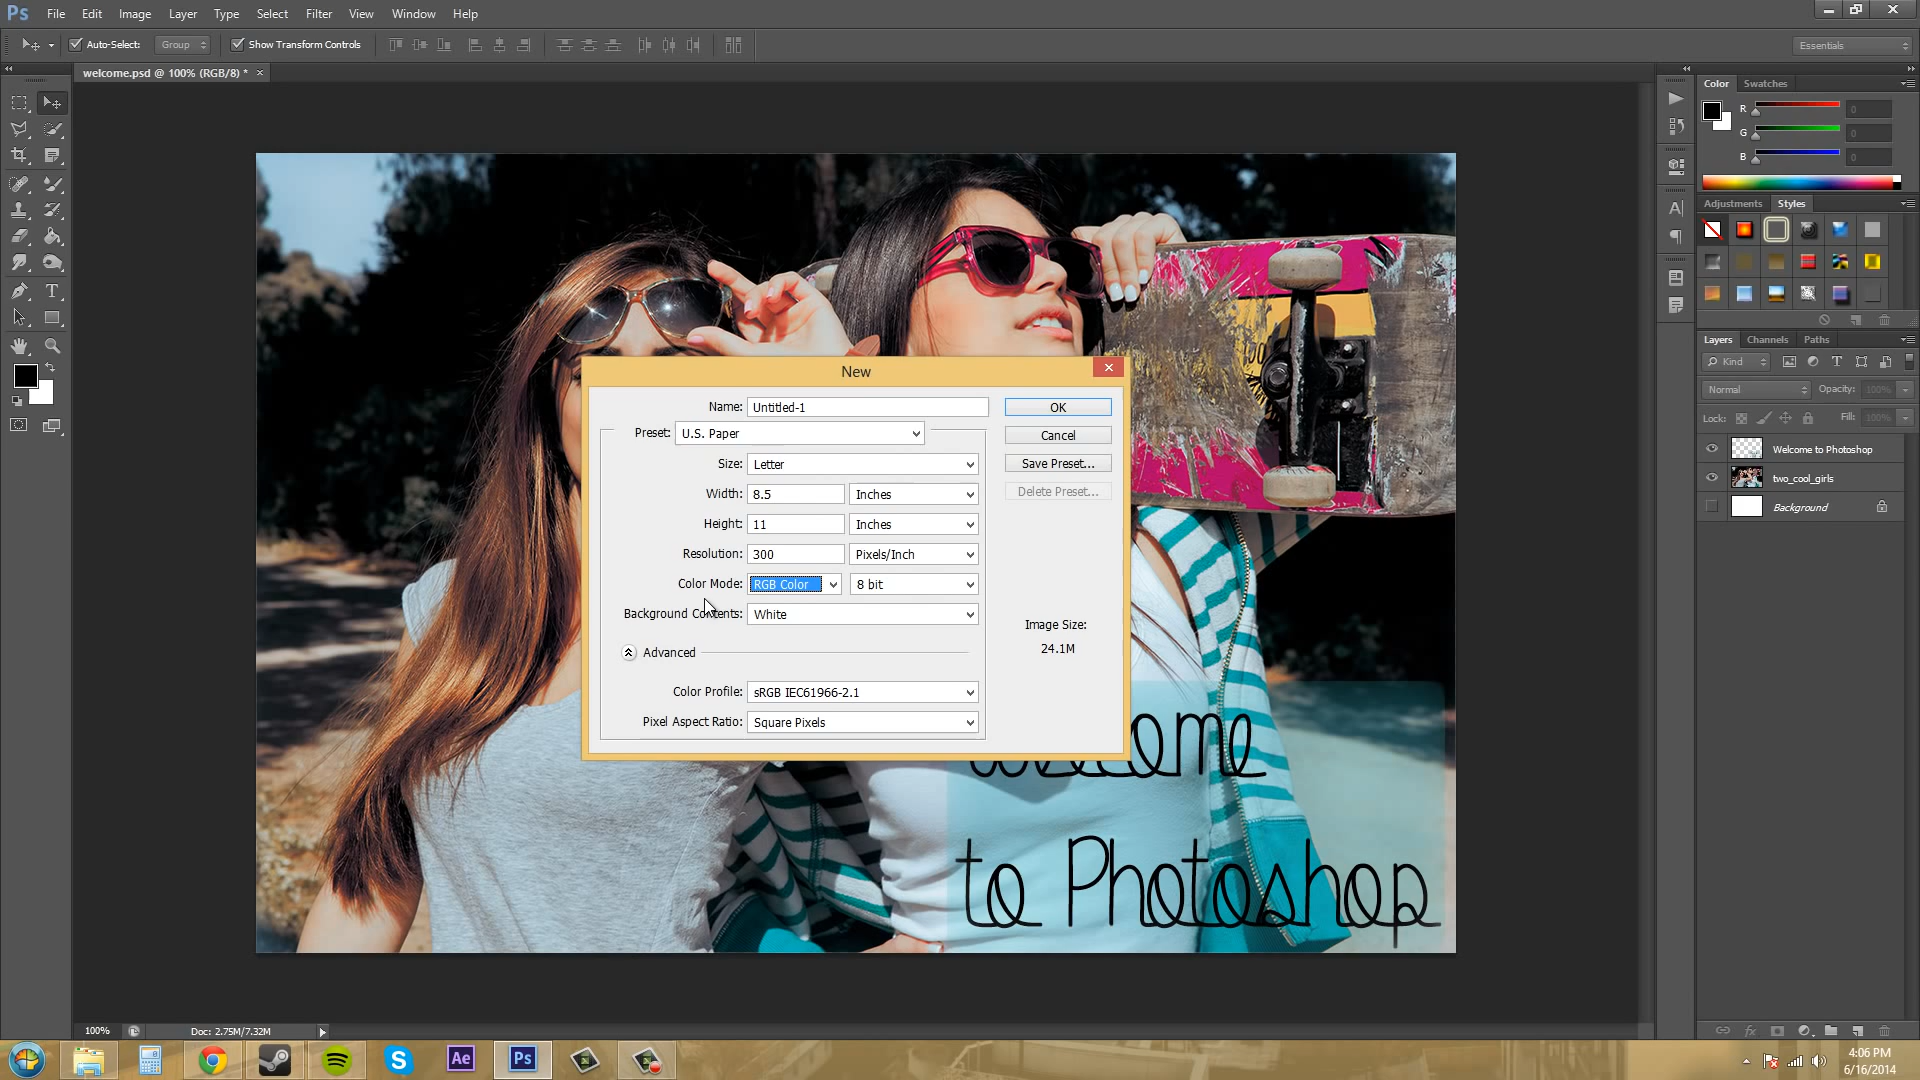 Ps File Edit Image Layer Type Select Filter View Window Help
Auto-Select: Group Show Transform Controls Essentials
welcome.psd @ 100% (RGB/8) * ×
Color Swatches
R 0
G 0
B 0
Adjustments Styles
Layers Channels Paths
Kind
Normal Opacity: 100%
Lock: Fill: 100%
Welcome to Photoshop
two_cool_girls
Background
New
Name: Untitled-1 OK
Preset: U.S. Paper Cancel
Size: Letter Save Preset...
Width: 8.5 Inches Delete Preset...
Height: 11 Inches
Resolution: 300 Pixels/Inch
Color Mode: RGB Color 8 bit
Background Contents: White
Image Size:
24.1M
Advanced
Color Profile: sRGB IEC61966-2.1
Pixel Aspect Ratio: Square Pixels
Welcome
to Photoshop
100% Doc: 2.75M/7.32M
Ae Ps
4:06 PM
6/16/2014